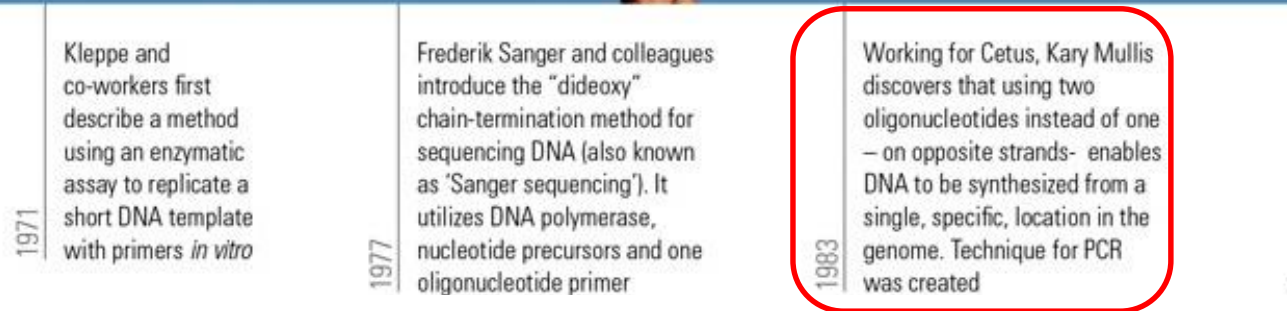 1971
Kleppe and
co-workers first
describe a method
using an enzymatic
assay to replicate a
short DNA template
with primers in vitro
1977
Frederik Sanger and colleagues
introduce the “dideoxy”
chain-termination method for
sequencing DNA (also known
as ‘Sanger sequencing’). It
utilizes DNA polymerase,
nucleotide precursors and one
oligonucleotide primer
1983
Working for Cetus, Kary Mullis
discovers that using two
oligonucleotides instead of one
– on opposite strands- enables
DNA to be synthesized from a
single, specific, location in the
genome. Technique for PCR
was created